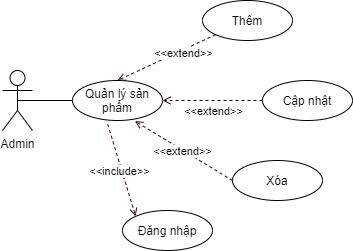 Thêm
<<extend>>
Quản lý sản
phẩm
<<extend>>
Cập nhật
Admin
<<extend>>
<<include>>
Xóa
Đăng nhập